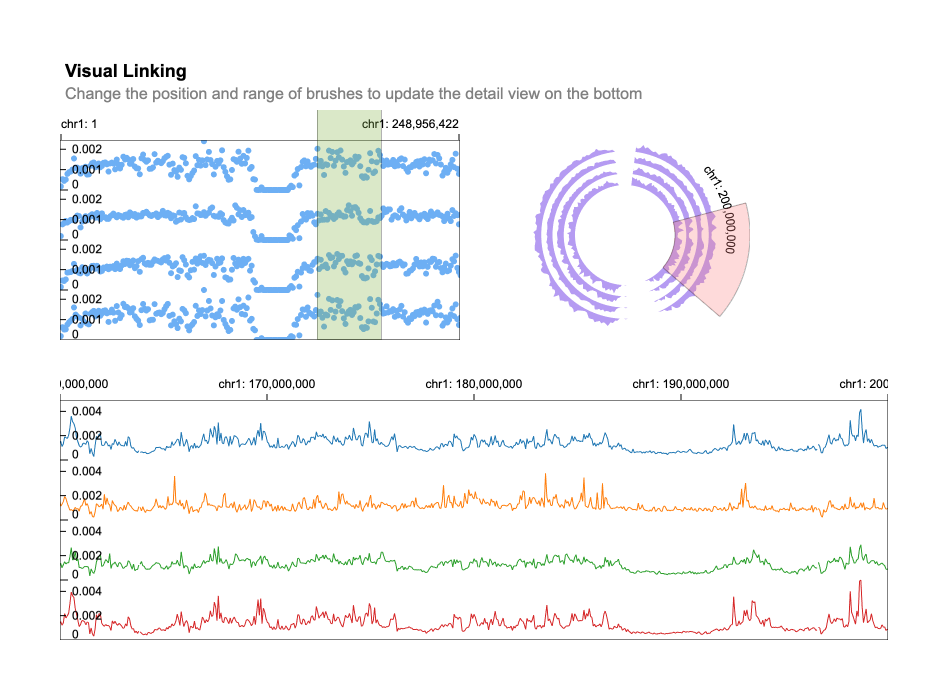 Visual Linking
Change the position and range of brushes to update the detail view on the bottom
chr1: 1
chr1: 248,956,422
0.002
0.001
0
0.002
0.001
0
0.002
0.001
0
0.002
0.001
0
chr1: 200,000,000
0,000,000
chr1: 170,000,000
chr1: 180,000,000
chr1: 190,000,000
chr1: 200
0.004
0.002
0
0.004
0.002
0
0.004
0.002
0
0.004
0.002
0